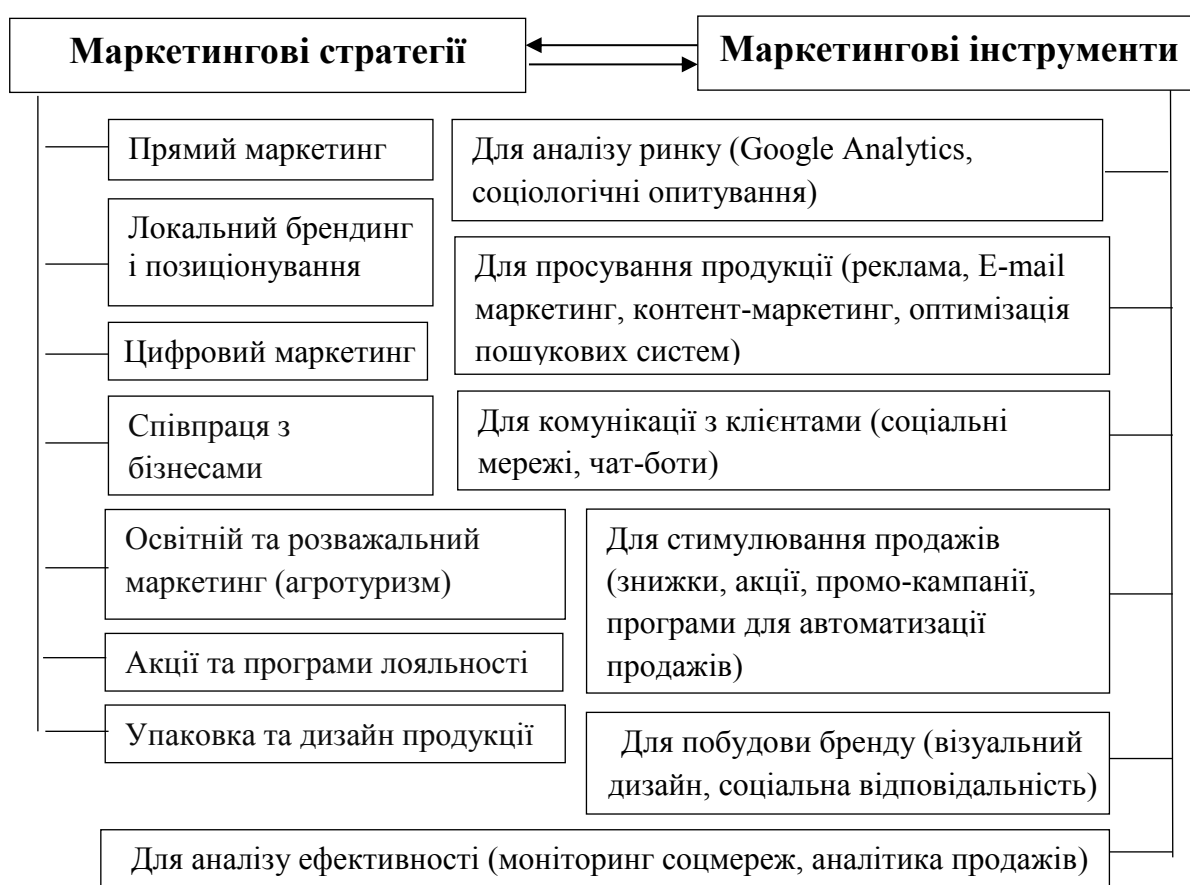 Маркетингові стратегії
Маркетингові інструменти
Прямий маркетинг
Локальний брендинг
і позиціонування
Цифровий маркетинг
Співпраця з
бізнесами
Освітній та розважальний
маркетинг (агротуризм)
Акції та програми лояльності
Упаковка та дизайн продукції
Для аналізу ринку (Google Analytics,
соціологічні опитування)
Для просування продукції (реклама, E-mail
маркетинг, контент-маркетинг, оптимізація
пошукових систем)
Для комунікації з клієнтами (соціальні
мережі, чат-боти)
Для стимулювання продажів
(знижки, акції, промо-кампанії,
програми для автоматизації
продажів)
Для побудови бренду (візуальний
дизайн, соціальна відповідальність)
Для аналізу ефективності (моніторинг соцмереж, аналітика продажів)